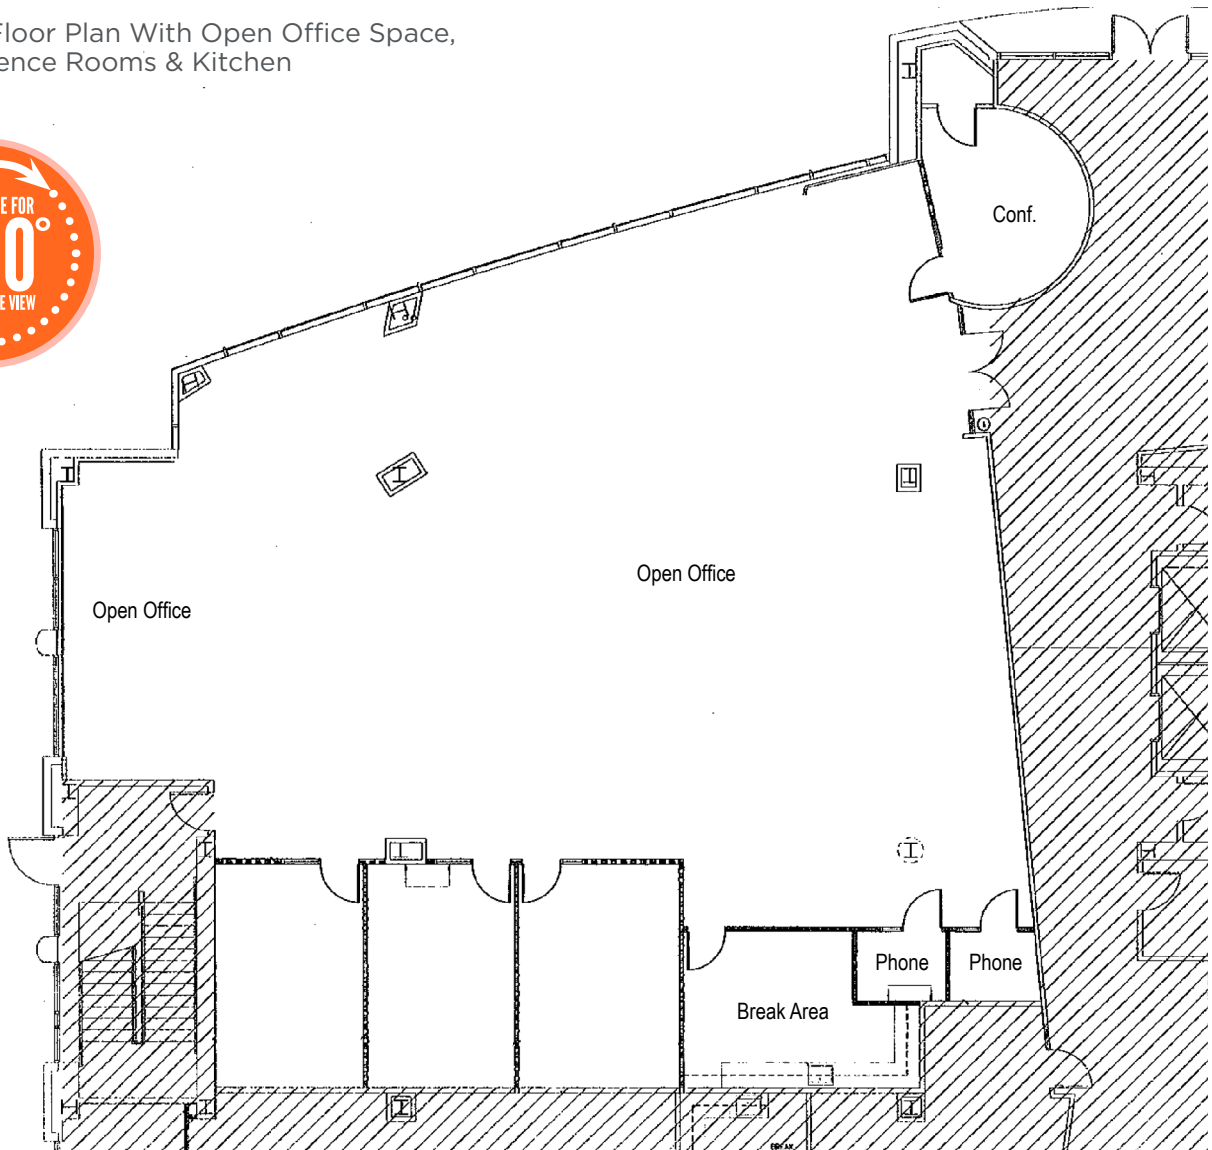 Floor Plan With Open Office Space,
ence Rooms & Kitchen
E FOR
0°
E VIEW
Conf.
Open Office
Open Office
Phone
Phone
Break Area
BREAK